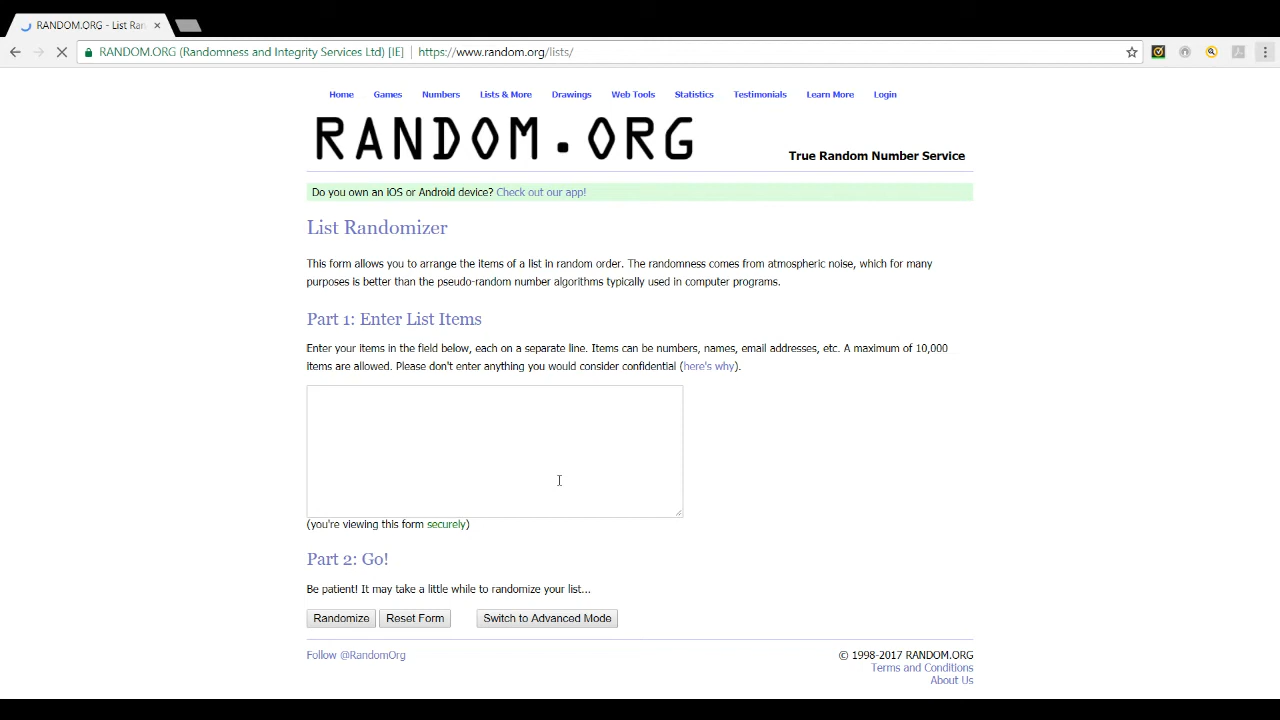 RANDOM.ORG - List Ran
RANDOM.ORG (Randomness and Integrity Services Ltd) [IE] https://www.random.org/lists/
Home Games Numbers Lists & More Drawings Web Tools Statistics Testimonials Learn More Login
RANDOM.ORG
True Random Number Service
Do you own an iOS or Android device? Check out our app!
List Randomizer
This form allows you to arrange the items of a list in random order. The randomness comes from atmospheric noise, which for many
purposes is better than the pseudo-random number algorithms typically used in computer programs.
Part 1: Enter List Items
Enter your items in the field below, each on a separate line. Items can be numbers, names, email addresses, etc. A maximum of 10,000
items are allowed. Please don't enter anything you would consider confidential (here's why).
(you're viewing this form securely)
Part 2: Go!
Be patient! It may take a little while to randomize your list...
Randomize Reset Form Switch to Advanced Mode
Follow @RandomOrg © 1998-2017 RANDOM.ORG
Terms and Conditions
About Us